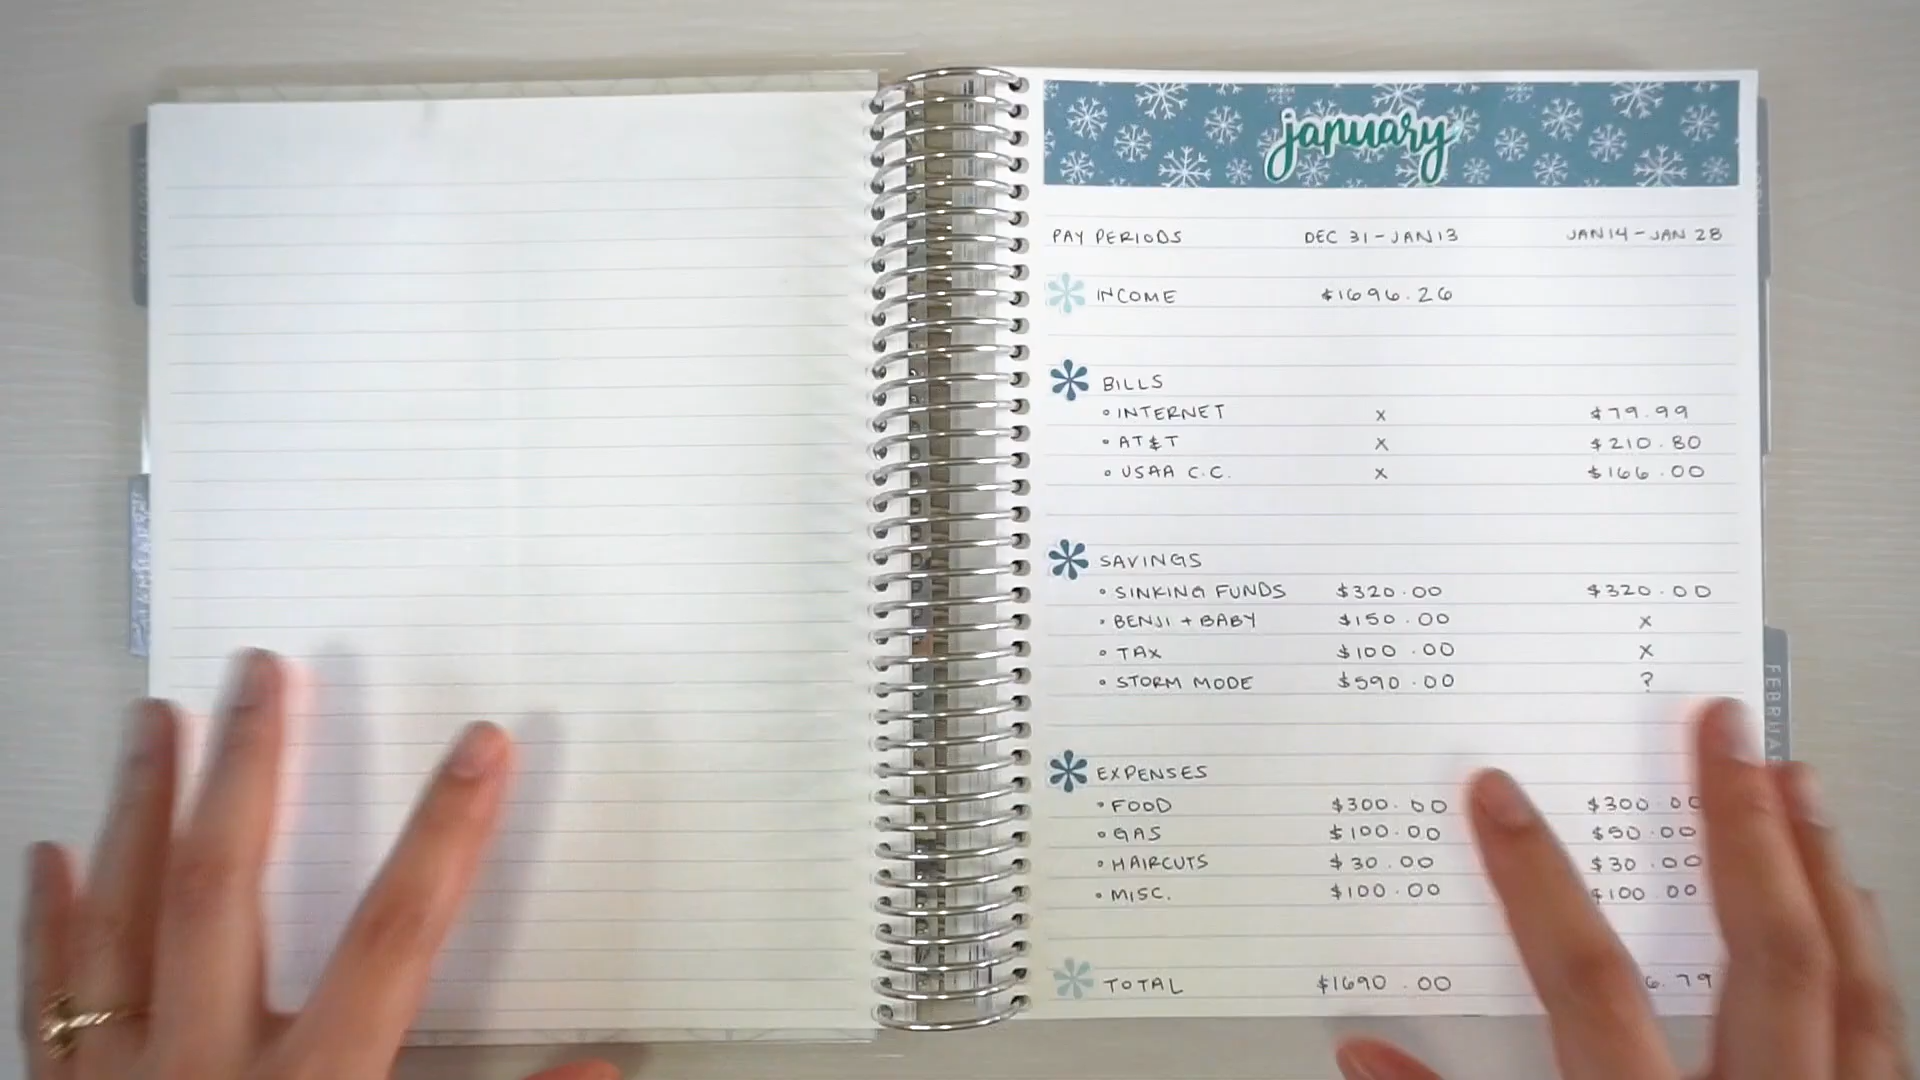 january
PAY PERIODS DEC 31 - JAN 13 JAN 14 - JAN 28
INCOME $1696.26
BILLS
• INTERNET x $79.99
• AT&T x $210.80
• USAA C.C. x $166.00
SAVINGS
• SINKING FUNDS $320.00 $320.00
• BENJI + BABY $150.00 x
• TAX $100.00 x
• STORM MODE $590.00 ?
EXPENSES
• FOOD $300.00 $300.00
• GAS $100.00 $50.00
• HAIRCUTS $30.00 $30.00
• MISC. $100.00 $100.00
TOTAL $1690.00 6.79
FEBRUA